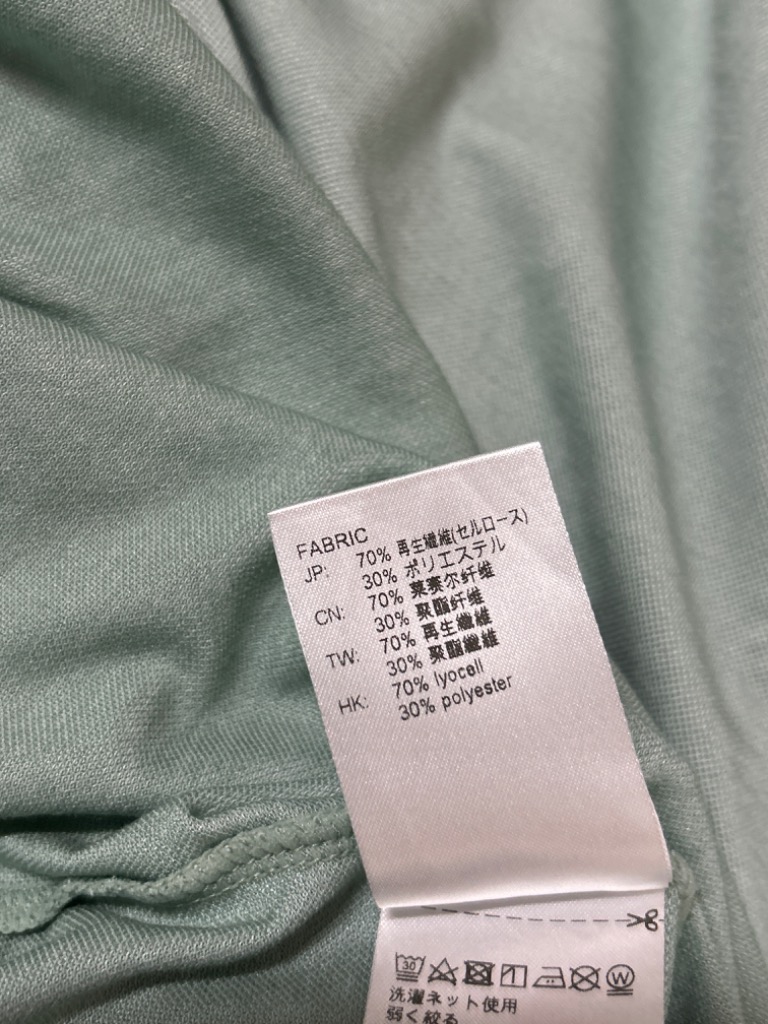 FABRIC
JP: 70% 再生繊維(セルロース)
30% ポリエステル
CN: 70% 莱赛尔纤维
30% 聚酯纤维
TW: 70% 再生纖維
30% 聚酯纖維
HK: 70% lyocell
30% polyester
30 W
洗濯ネット使用
弱く絞る